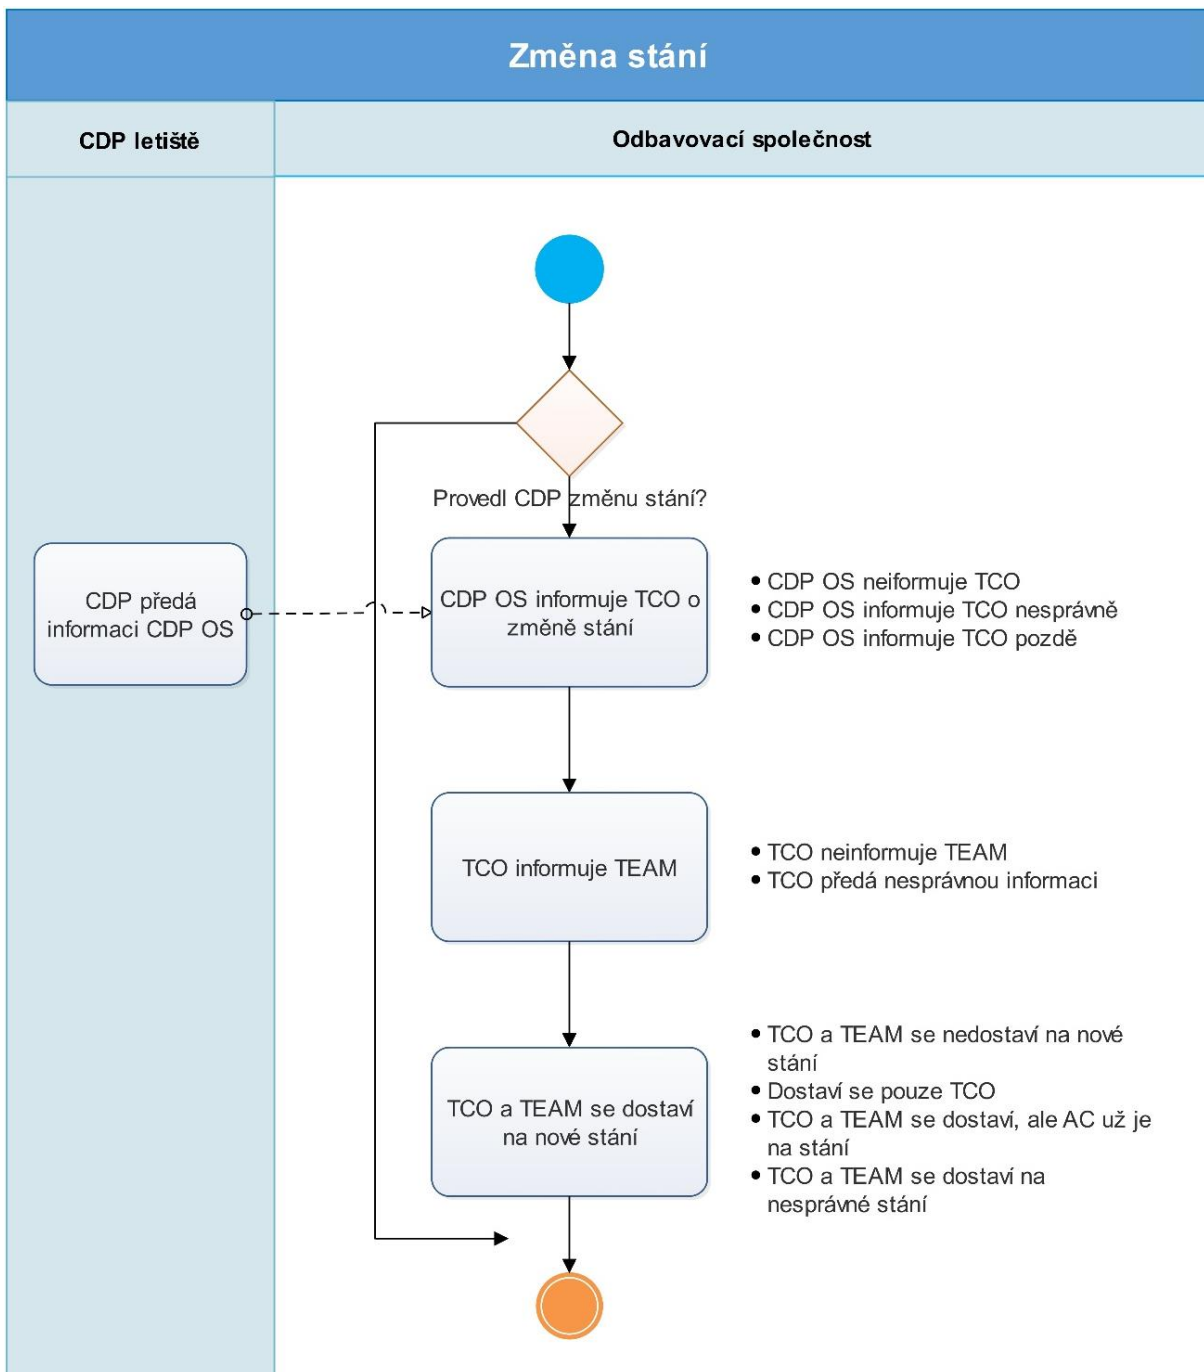 Změna stání
CDP letiště
Odbavovací společnost
Provedl CDP změnu stání?
CDP předá
informaci CDP OS
CDP OS informuje TCO o
změně stání
• CDP OS neiformuje TCO
• CDP OS informuje TCO nesprávně
• CDP OS informuje TCO pozdě
TCO informuje TEAM
• TCO neinformuje TEAM
• TCO předá nesprávnou informaci
TCO a TEAM se dostaví
na nové stání
• TCO a TEAM se nedostaví na nové
stání
• Dostaví se pouze TCO
• TCO a TEAM se dostaví, ale AC už je
na stání
• TCO a TEAM se dostaví na
nesprávné stání